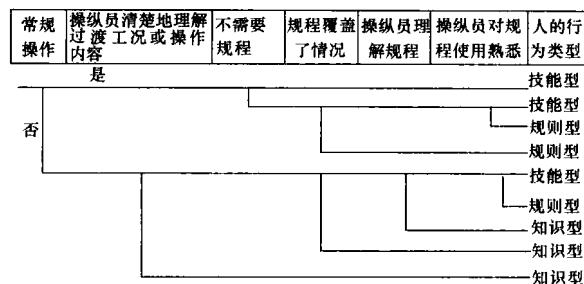 常规操作
操纵员清楚地理解过渡工况或操作内容
不需要规程
规程覆盖了情况
操纵员理解规程
操纵员对规程使用熟悉
人的行为类型
是
技能型
技能型
否
规则型
规则型
技能型
规则型
知识型
知识型
知识型